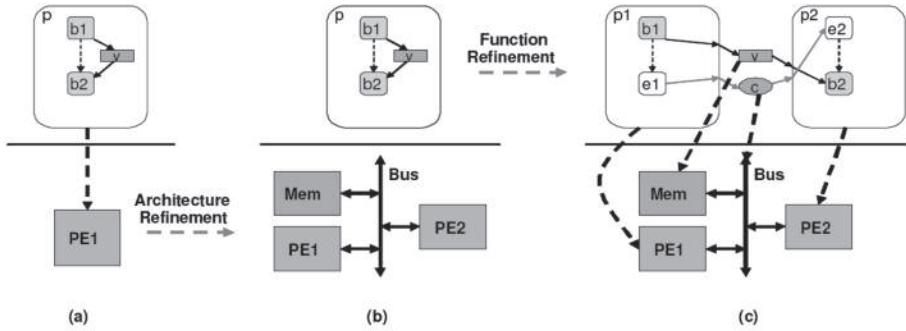 p
b1
v
b2
PE1
Architecture
Refinement
(a)
p
b1
v
b2
Function
Refinement
Bus
Mem
PE1
PE2
(b)
p1
b1
e1
v
c
p2
e2
b2
Bus
Mem
PE1
PE2
(c)